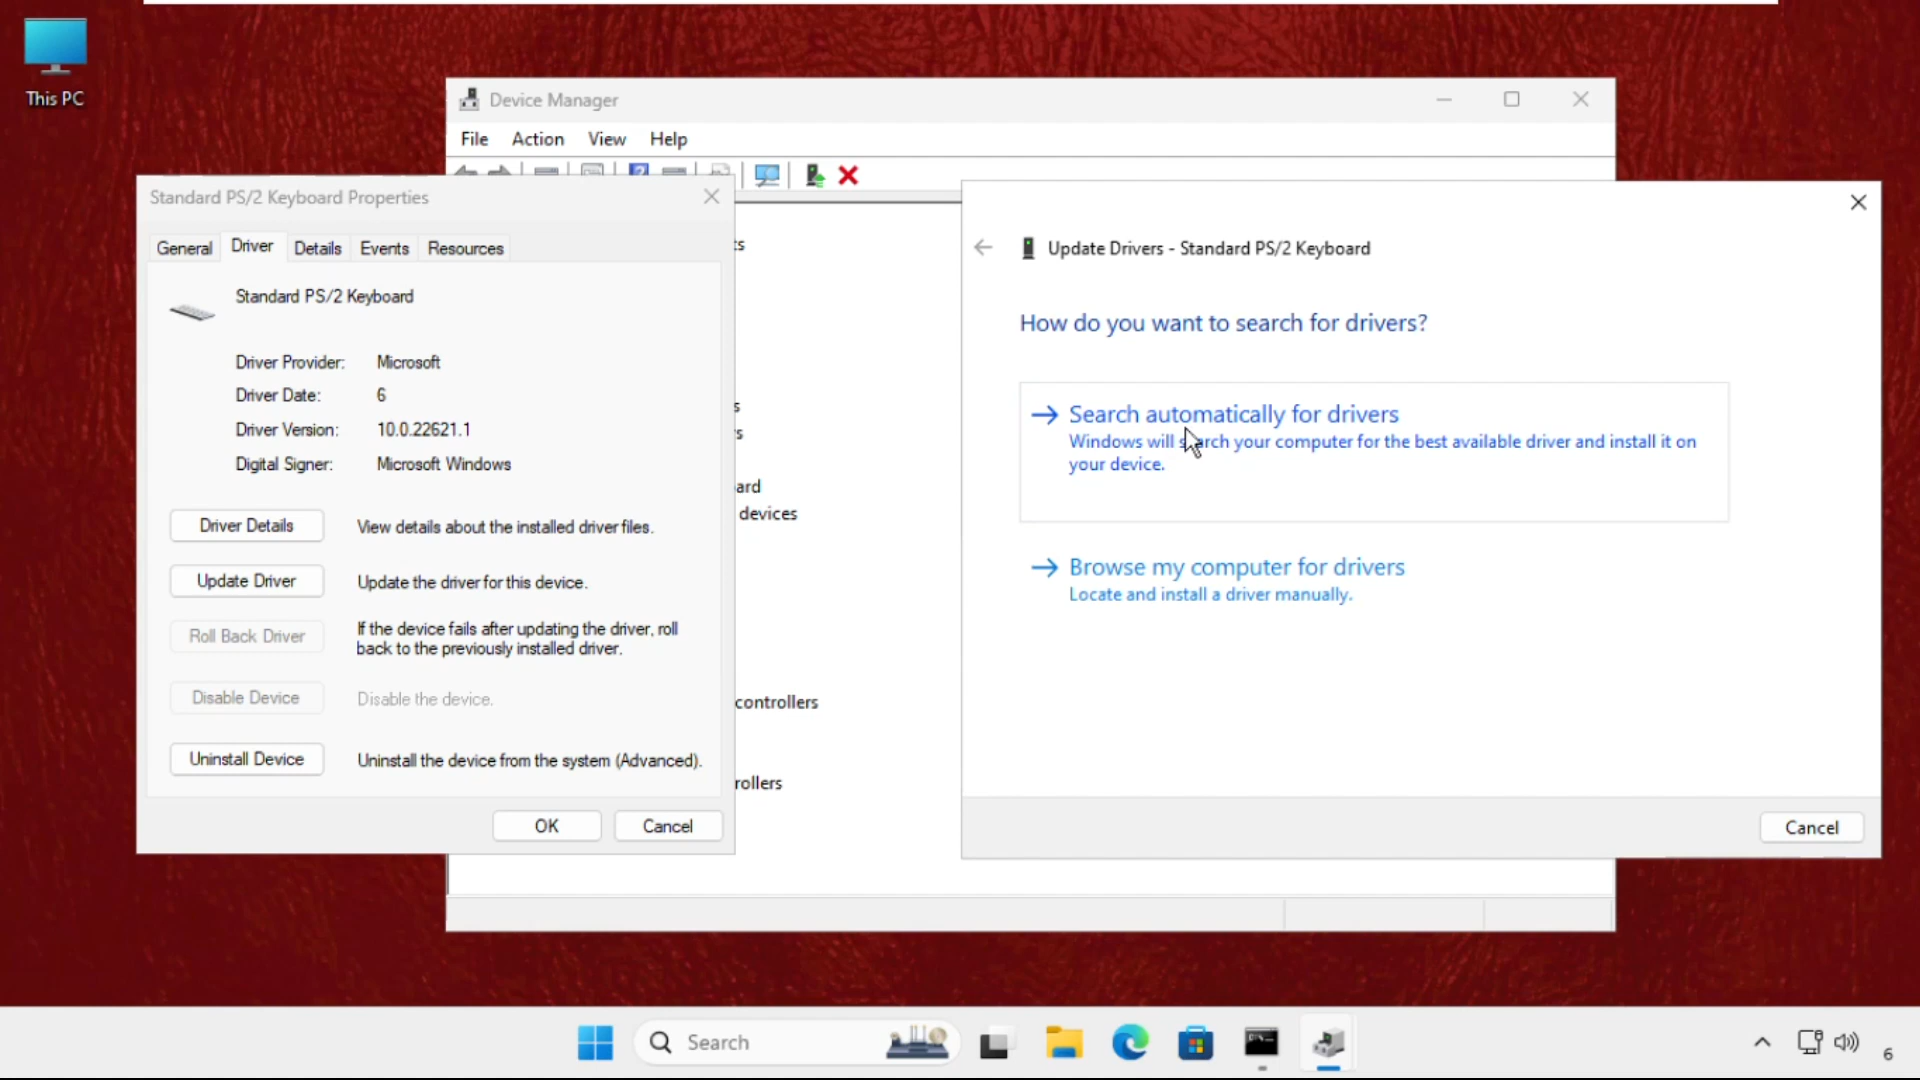 This PC
Device Manager
File Action View Help
Standard PS/2 Keyboard Properties
General Driver Details Events Resources
Standard PS/2 Keyboard
Driver Provider: Microsoft
Driver Date: 6
Driver Version: 10.0.22621.1
Digital Signer: Microsoft Windows
Driver Details View details about the installed driver files.
Update Driver Update the driver for this device.
Roll Back Driver If the device fails after updating the driver, roll
back to the previously installed driver.
Disable Device Disable the device.
Uninstall Device Uninstall the device from the system (Advanced).
OK Cancel
ts
s
s
ard
devices
controllers
rollers
Update Drivers - Standard PS/2 Keyboard
How do you want to search for drivers?
Search automatically for drivers
Windows will search your computer for the best available driver and install it on
your device.
Browse my computer for drivers
Locate and install a driver manually.
Cancel
Search
6